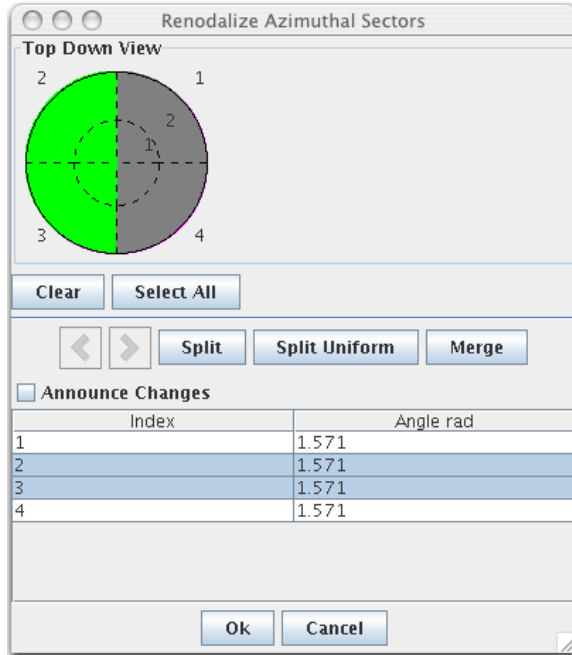 Renodalize Azimuthal Sectors
Top Down View
2 1
2
1
3 4
Clear Select All
Split Split Uniform Merge
Announce Changes
Index Angle rad
1 1.571
2 1.571
3 1.571
4 1.571
Ok Cancel